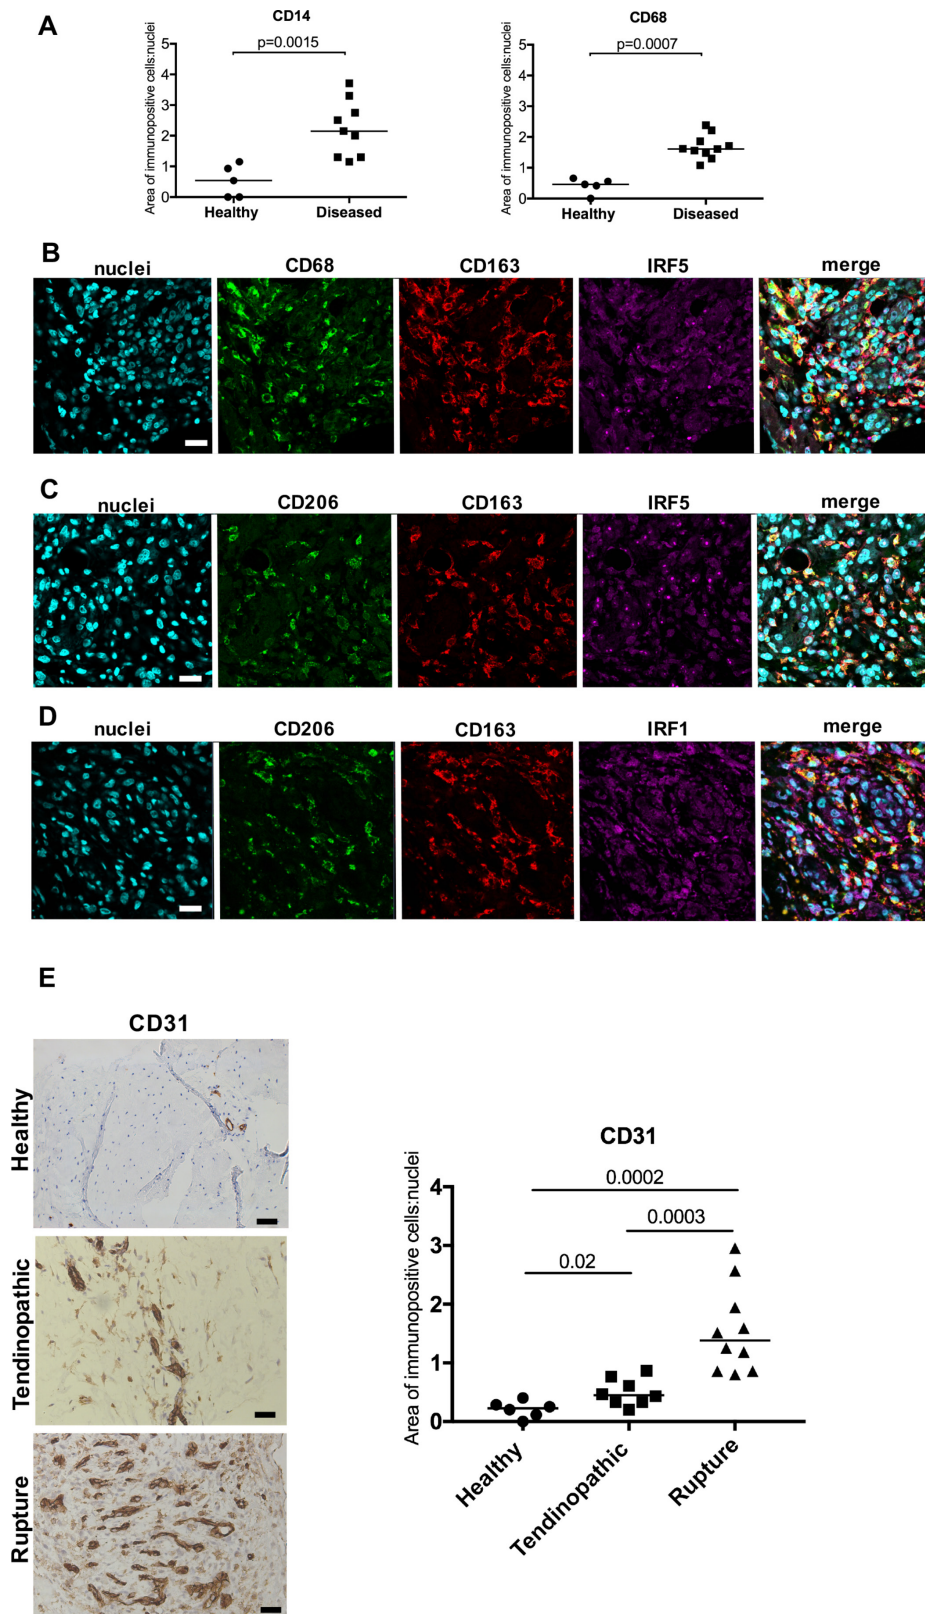 A
CD14
Area of immunopositive cells:nuclei
5
4
3
2
1
0
p=0.0015
Healthy
Diseased
CD68
Area of immunopositive cells:nuclei
5
4
3
2
1
0
p=0.0007
Healthy
Diseased
B
nuclei
CD68
CD163
IRF5
merge
C
nuclei
CD206
CD163
IRF5
merge
D
nuclei
CD206
CD163
IRF1
merge
E
CD31
Healthy
Tendinopathic
Rupture
CD31
Area of immunopositive cells:nuclei
4
3
2
1
0
0.0002
0.0003
0.02
Healthy
Tendinopathic
Rupture